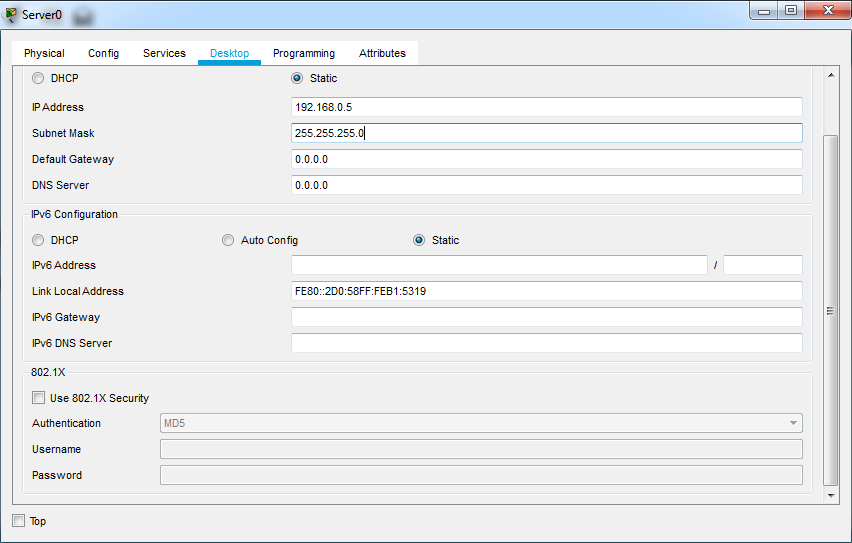 Server0
Physical Config Services Desktop Programming Attributes
DHCP Static
IP Address 192.168.0.5
Subnet Mask 255.255.255.0
Default Gateway 0.0.0.0
DNS Server 0.0.0.0
IPv6 Configuration
DHCP Auto Config Static
IPv6 Address /
Link Local Address FE80::2D0:58FF:FEB1:5319
IPv6 Gateway
IPv6 DNS Server
802.1X
Use 802.1X Security
Authentication MD5
Username
Password
Top